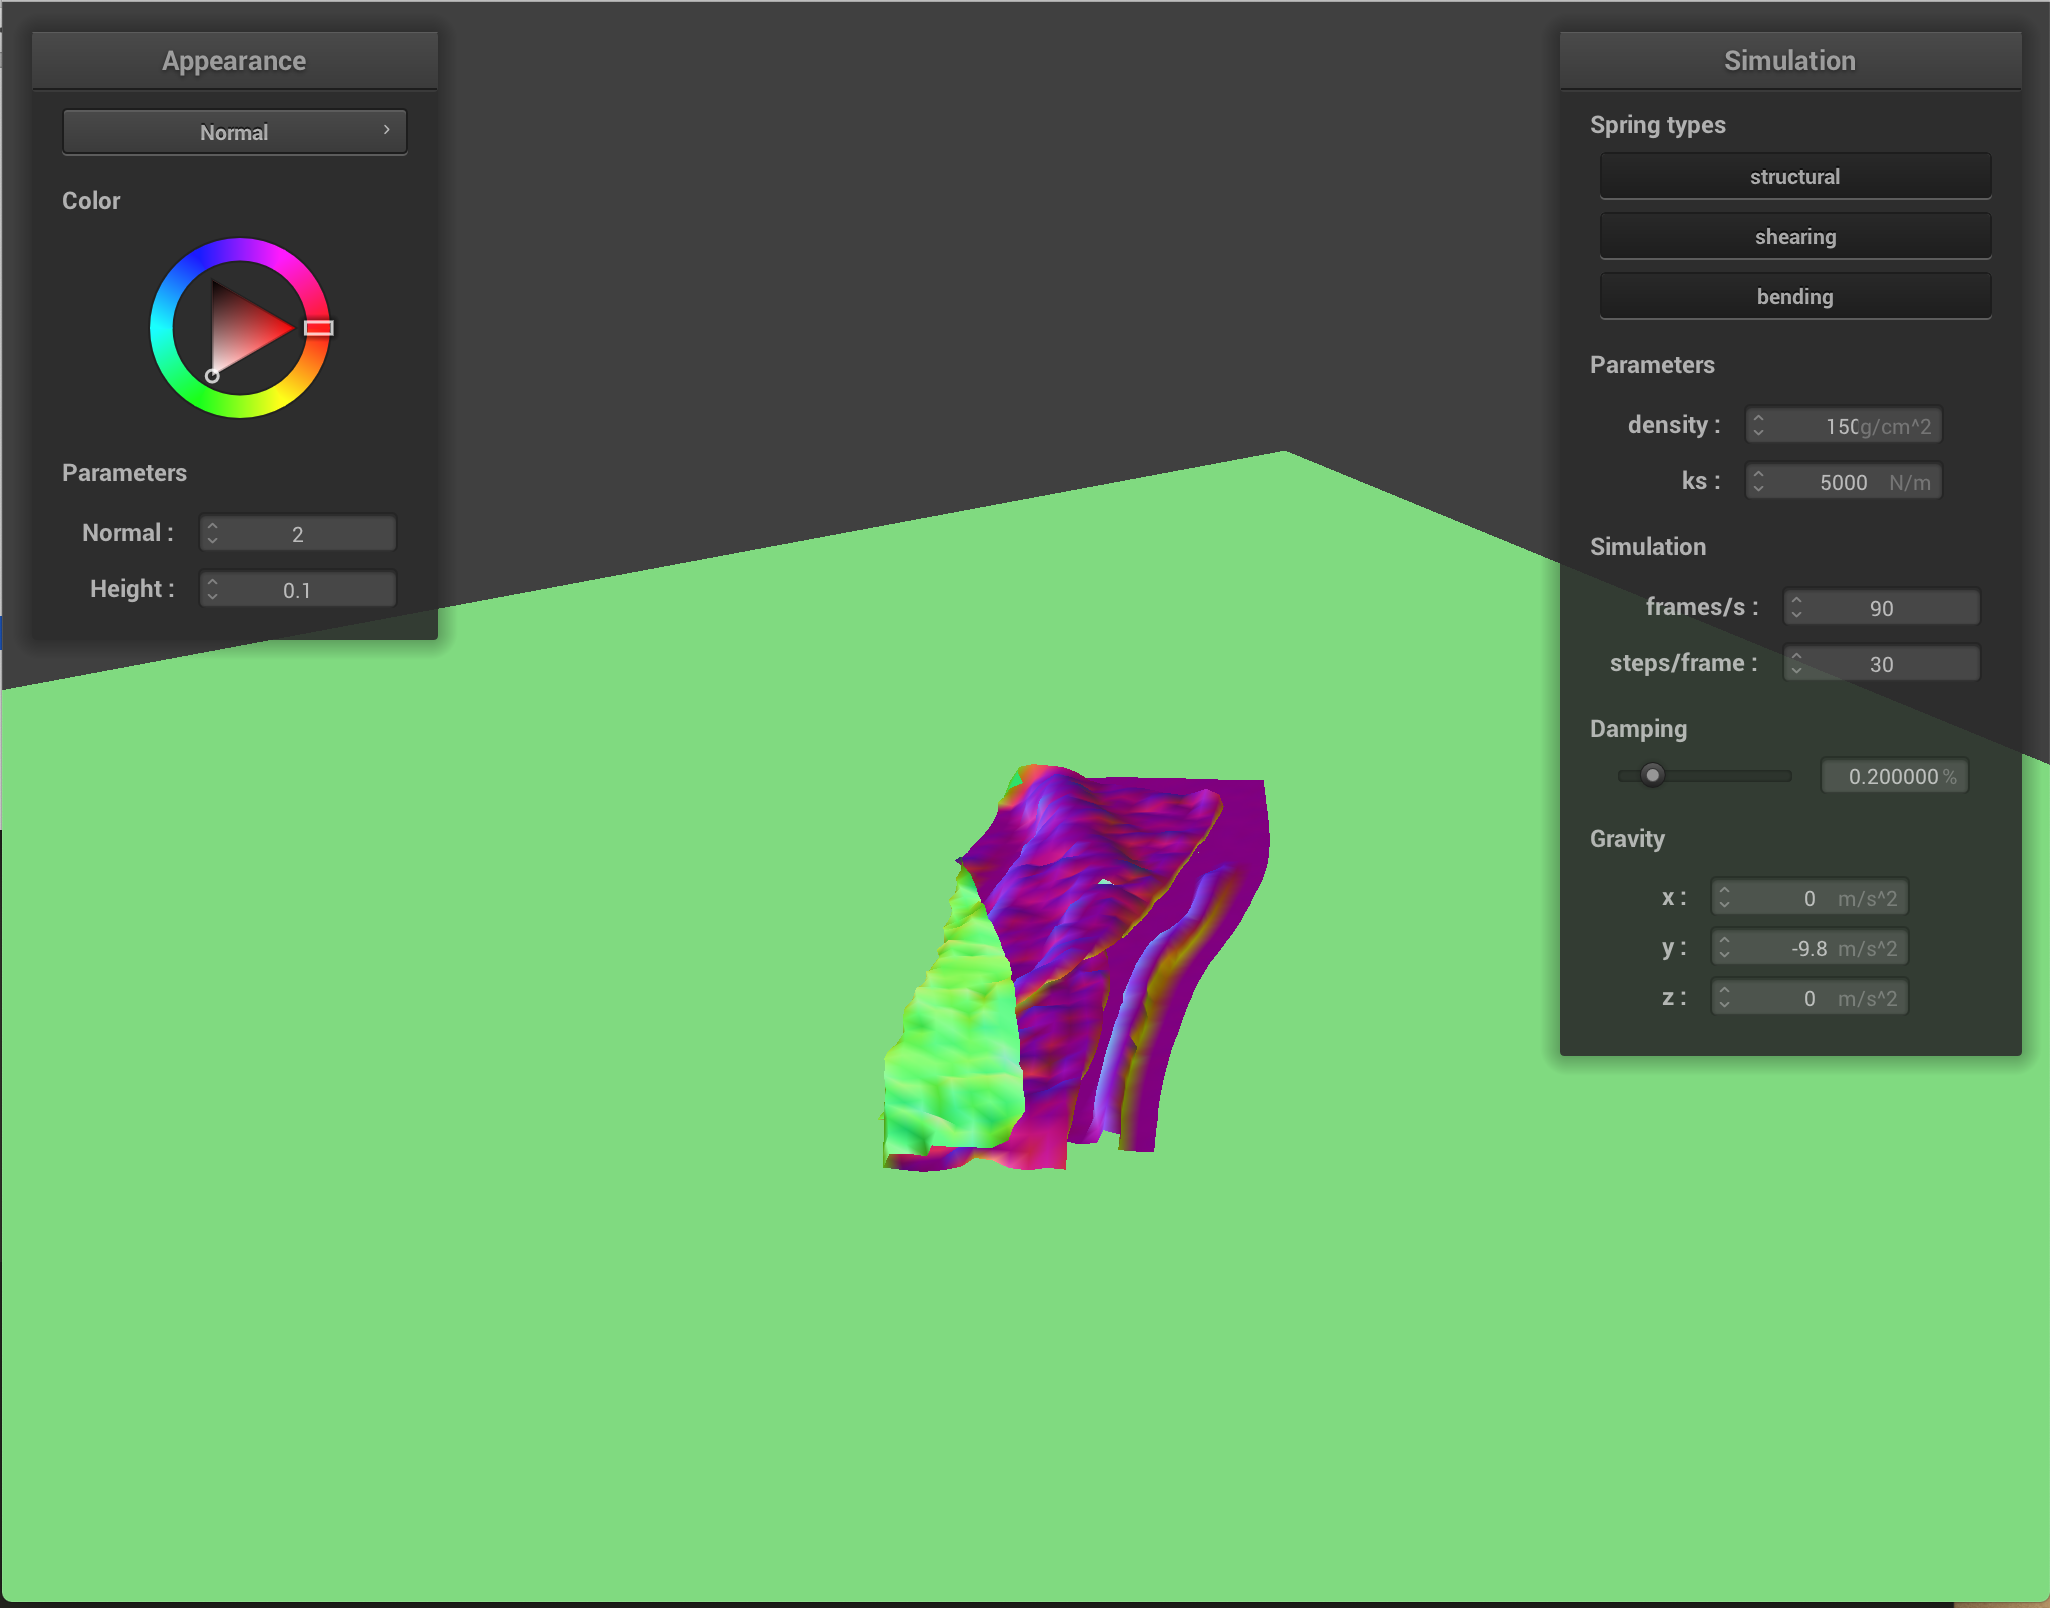 Appearance
Normal
Color
Parameters
Normal : 2
Height : 0.1
Simulation
Spring types
structural
shearing
bending
Parameters
density : 150 g/cm^2
ks : 5000 N/m
Simulation
frames/s : 90
steps/frame : 30
Damping
0.200000 %
Gravity
x : 0 m/s^2
y : -9.8 m/s^2
z : 0 m/s^2